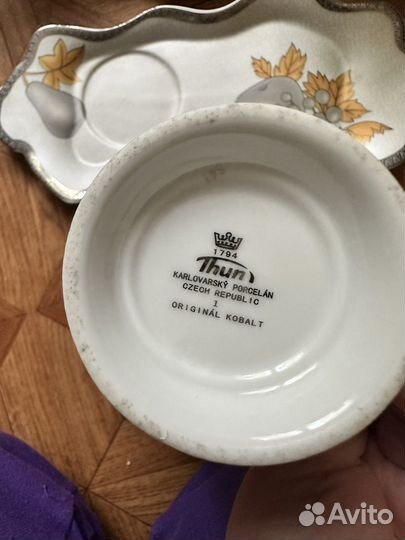 1794
Thun
KARLOVARSKÝ PORCELÁN
CZECH REPUBLIC
1
ORIGINÁL KOBALT
Avito